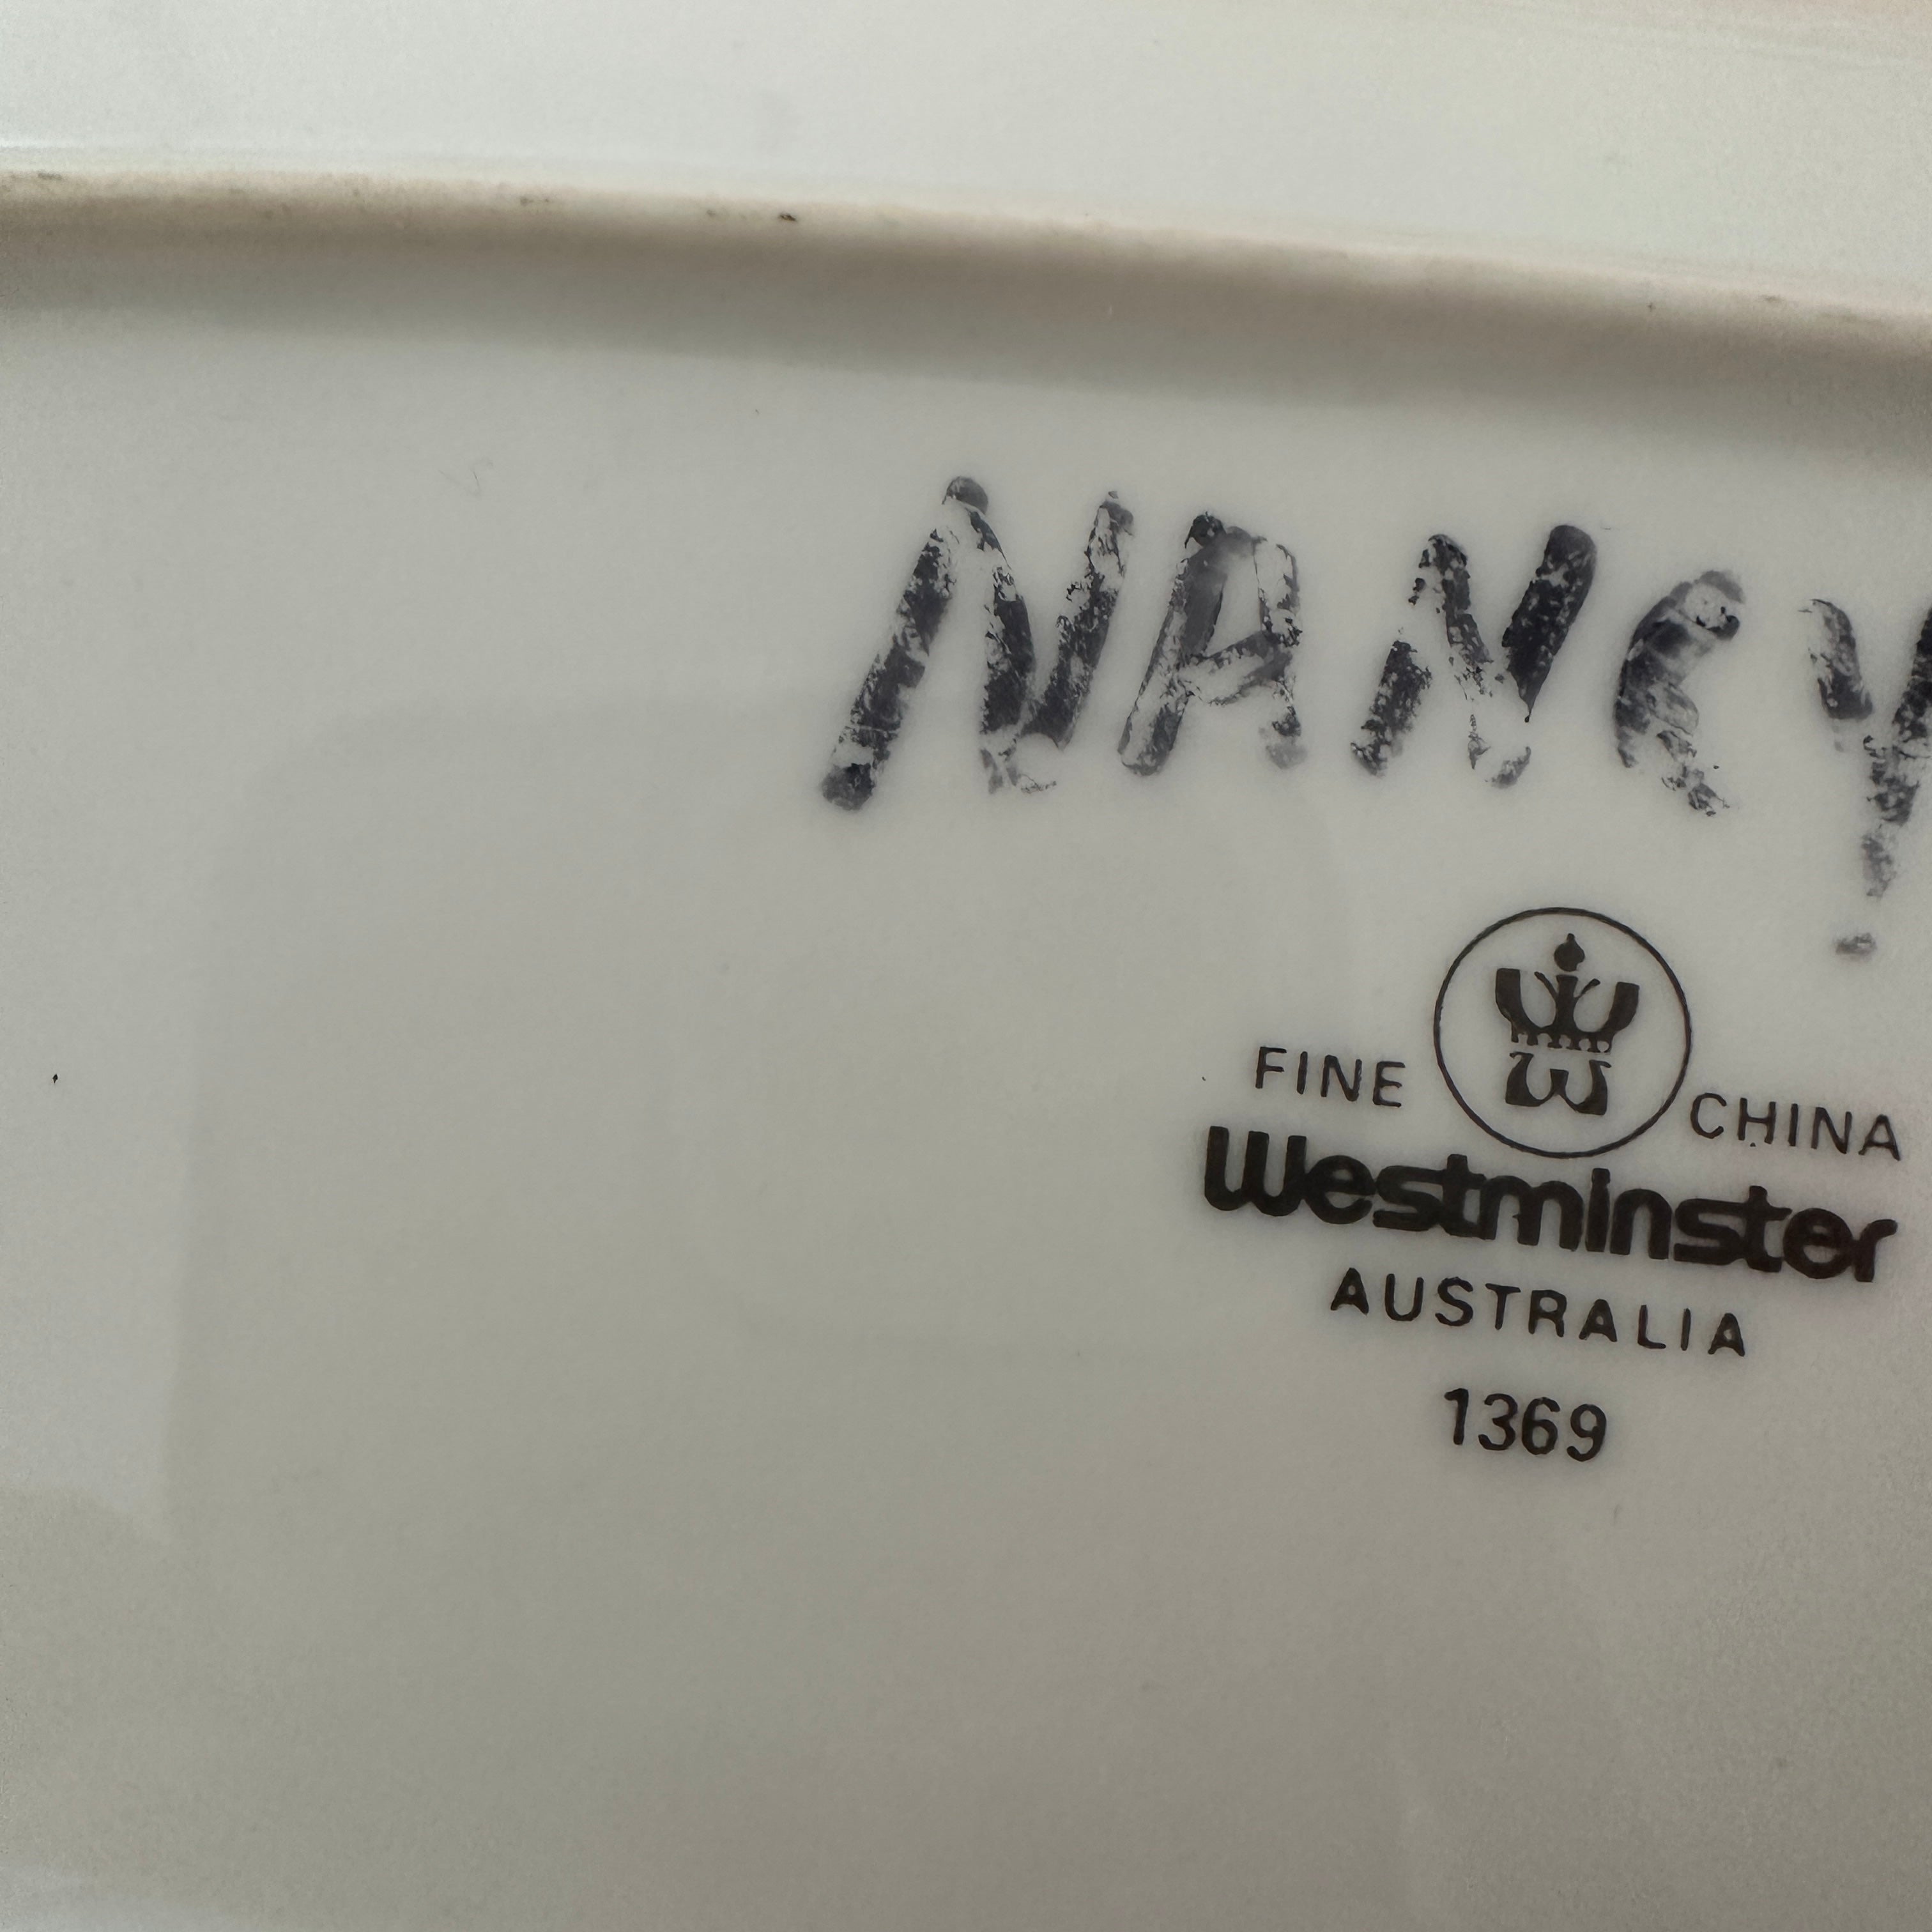 NANCY
FINE W CHINA
Westminster
AUSTRALIA
1369